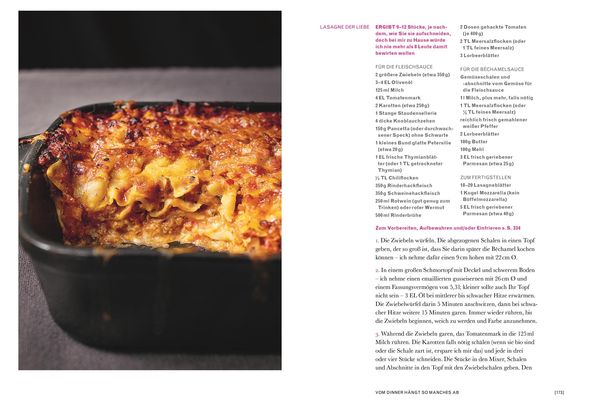 LASAGNE DER LIEBE
ERGIBT 9–12 Stücke, je nach-
dem, wie Sie sie aufschneiden,
doch bei mir zu Hause würde
ich nie mehr als 8 Leute damit
bewirten wollen
FÜR DIE FLEISCHSAUCE
2 größere Zwiebeln (etwa 350 g)
3–4 EL Olivenöl
125 ml Milch
4 EL Tomatenmark
2 Karotten (etwa 250 g)
1 Stange Staudensellerie
4 dicke Knoblauchzehen
150 g Pancetta (oder durchwach-
sener Speck) ohne Schwarte
1 kleines Bund glatte Petersilie
(etwa 20 g)
1 EL frische Thymianblät-
ter (oder 1 TL getrockneter
Thymian)
½ TL Chiliflocken
350 g Rinderhackfleisch
350 g Schweinehackfleisch
250 ml Rotwein (gut genug zum
Trinken) oder roter Wermut
500 ml Rinderbrühe
2 Dosen gehackte Tomaten
(je 400 g)
2 TL Meersalzflocken (oder
1 TL feines Meersalz)
3 Lorbeerblätter
FÜR DIE BÉCHAMELSAUCE
Gemüseschalen und
-abschnitte vom Gemüse für
die Fleischsauce
1 l Milch, plus mehr, falls nötig
1 TL Meersalzflocken (oder
½ TL feines Meersalz)
reichlich frisch gemahlener
weißer Pfeffer
2 Lorbeerblätter
100 g Butter
100 g Mehl
3 EL frisch geriebener
Parmesan (etwa 25 g)
ZUM FERTIGSTELLEN
18–20 Lasagneblätter
1 Kugel Mozzarella (kein
Büffelmozzarella)
5 EL frisch geriebener
Parmesan (etwa 40 g)
Zum Vorbereiten, Aufbewahren und/oder Einfrieren s. S. 334
1. Die Zwiebeln würfeln. Die abgezogenen Schalen in einen Topf
geben, der so groß ist, dass Sie darin später die Béchamel kochen
können – ich nehme dafür einen 9 cm hohen mit 22 cm Ø.
2. In einem großen Schmortopf mit Deckel und schwerem Boden
– ich nehme einen emaillierten gusseisernen mit 26 cm Ø und
einem Fassungsvermögen von 5,3 l; kleiner sollte auch Ihr Topf
nicht sein – 3 EL Öl bei mittlerer bis schwacher Hitze erwärmen.
Die Zwiebelwürfel darin 5 Minuten anschwitzen, dann bei schwa-
cher Hitze weitere 15 Minuten garen. Immer wieder rühren, bis
die Zwiebeln beginnen, weich zu werden und Farbe anzunehmen.
3. Während die Zwiebeln garen, das Tomatenmark in die 125 ml
Milch rühren. Die Karotten falls nötig schälen (wenn sie bio sind
oder die Schale zart ist, erspare ich mir das) und jede in drei
oder vier Stücke schneiden. Die Stücke in den Mixer, Schalen
und Abschnitte in den Topf mit den Zwiebelschalen geben. Den
VOM DINNER HÄNGT SO MANCHES AB
[173]